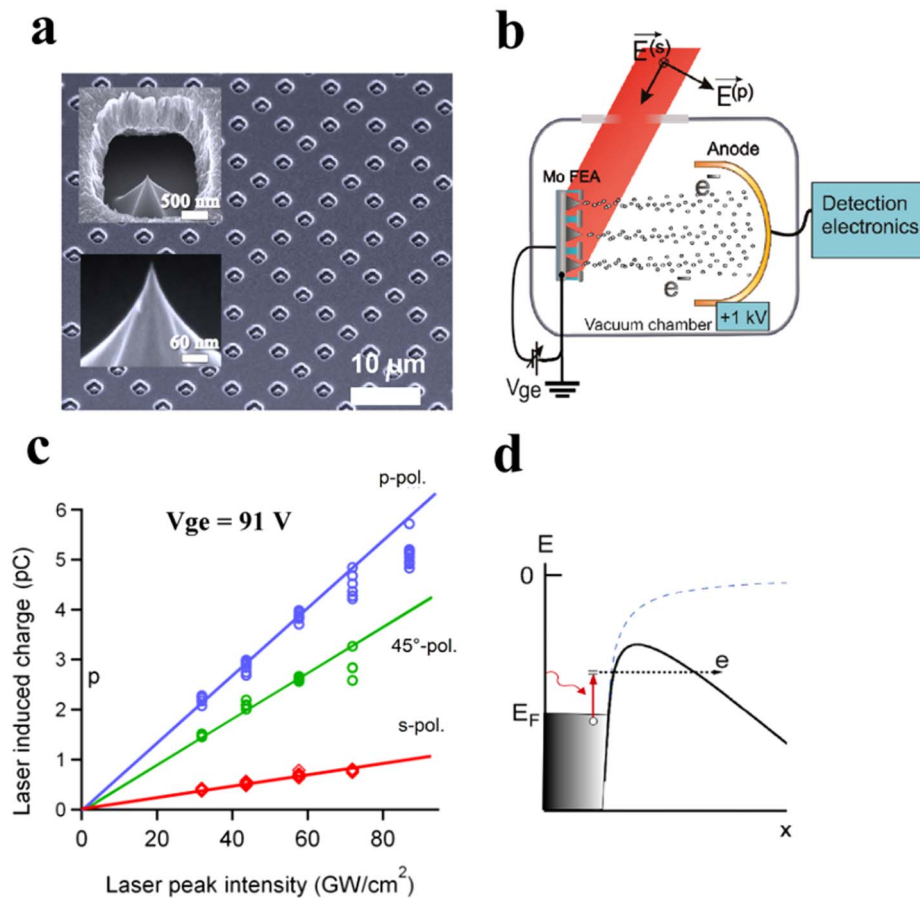 a
500 nm
60 nm
10 µm
b
E(s)
E(p)
Anode
Mo FEA
e
Detection
electronics
e
Vacuum chamber
+1 kV
Vge
c
p-pol.
Vge = 91 V
45°-pol.
s-pol.
p
Laser induced charge (pC)
6
5
4
3
2
1
0
0
20
40
60
80
Laser peak intensity (GW/cm²)
d
E
0
e
EF
x